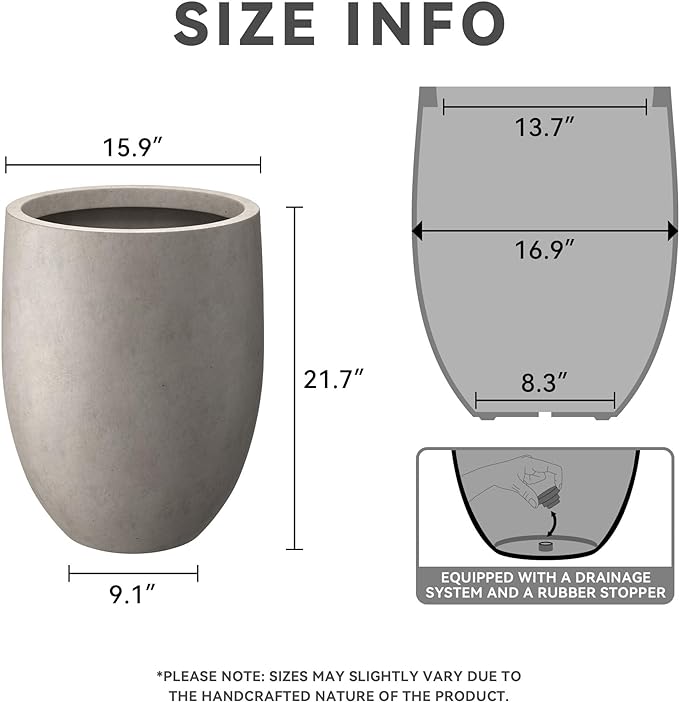 SIZE INFO
15.9″
21.7″
9.1″
13.7″
16.9″
8.3″
EQUIPPED WITH A DRAINAGE
SYSTEM AND A RUBBER STOPPER
*PLEASE NOTE: SIZES MAY SLIGHTLY VARY DUE TO
THE HANDCRAFTED NATURE OF THE PRODUCT.